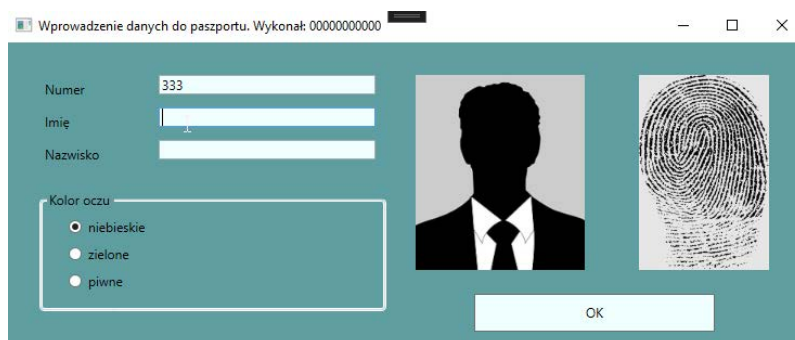 Wprowadzenie danych do paszportu. Wykonał: 00000000000
Numer 333
Imię
Nazwisko
Kolor oczu
niebieskie
zielone
piwne
OK